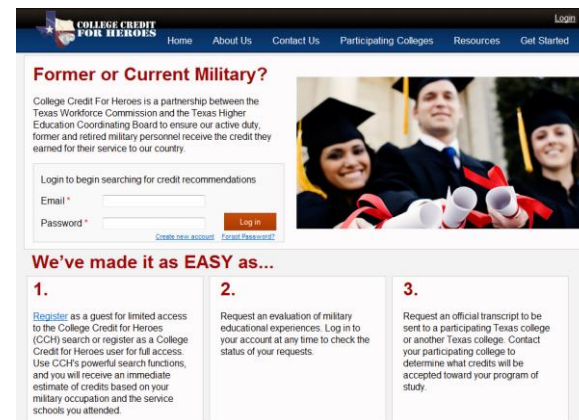 Login
COLLEGE CREDIT
FOR HEROES
Home About Us Contact Us Participating Colleges Resources Get Started
Former or Current Military?
College Credit For Heroes is a partnership between the
Texas Workforce Commission and the Texas Higher
Education Coordinating Board to ensure our active duty,
former and retired military personnel receive the credit they
earned for their service to our country.
Login to begin searching for credit recommendations
Email *
Password *
Log in
Create new account Forgot Password?
We've made it as EASY as...
1.
Register as a guest for limited access
to the College Credit for Heroes
(CCH) search or register as a College
Credit for Heroes user for full access.
Use CCH's powerful search functions,
and you will receive an immediate
estimate of credits based on your
military occupation and the service
schools you attended.
2.
Request an evaluation of military
educational experiences. Log in to
your account at any time to check the
status of your requests.
3.
Request an official transcript to be
sent to a participating Texas college
or another Texas college. Contact
your participating college to
determine what credits will be
accepted toward your program of
study.